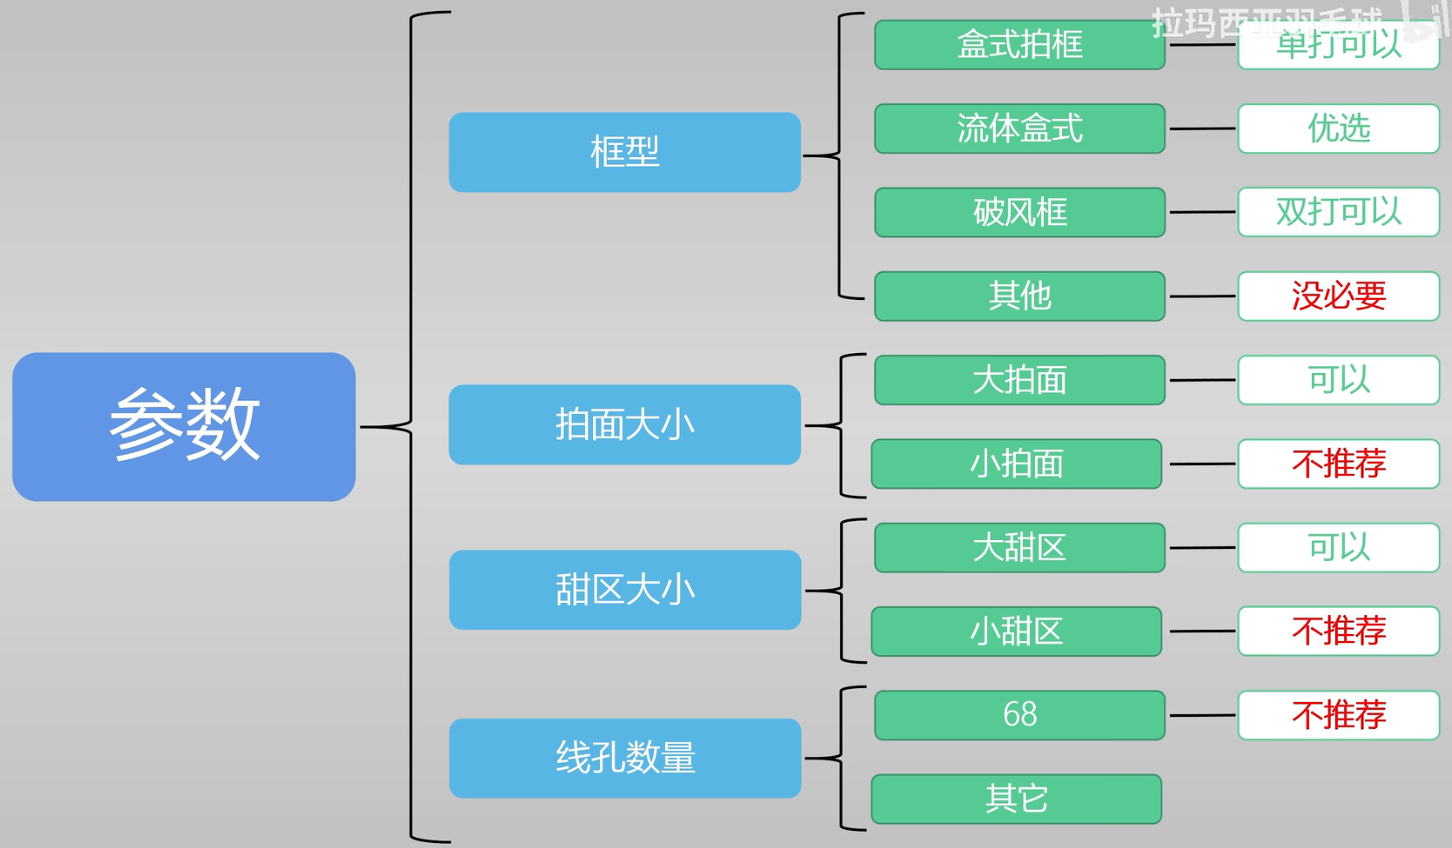 拉玛西亚羽毛球
参数
框型
盒式拍框
单打可以
流体盒式
优选
破风框
双打可以
其他
没必要
拍面大小
大拍面
可以
小拍面
不推荐
甜区大小
大甜区
可以
小甜区
不推荐
线孔数量
68
不推荐
其它